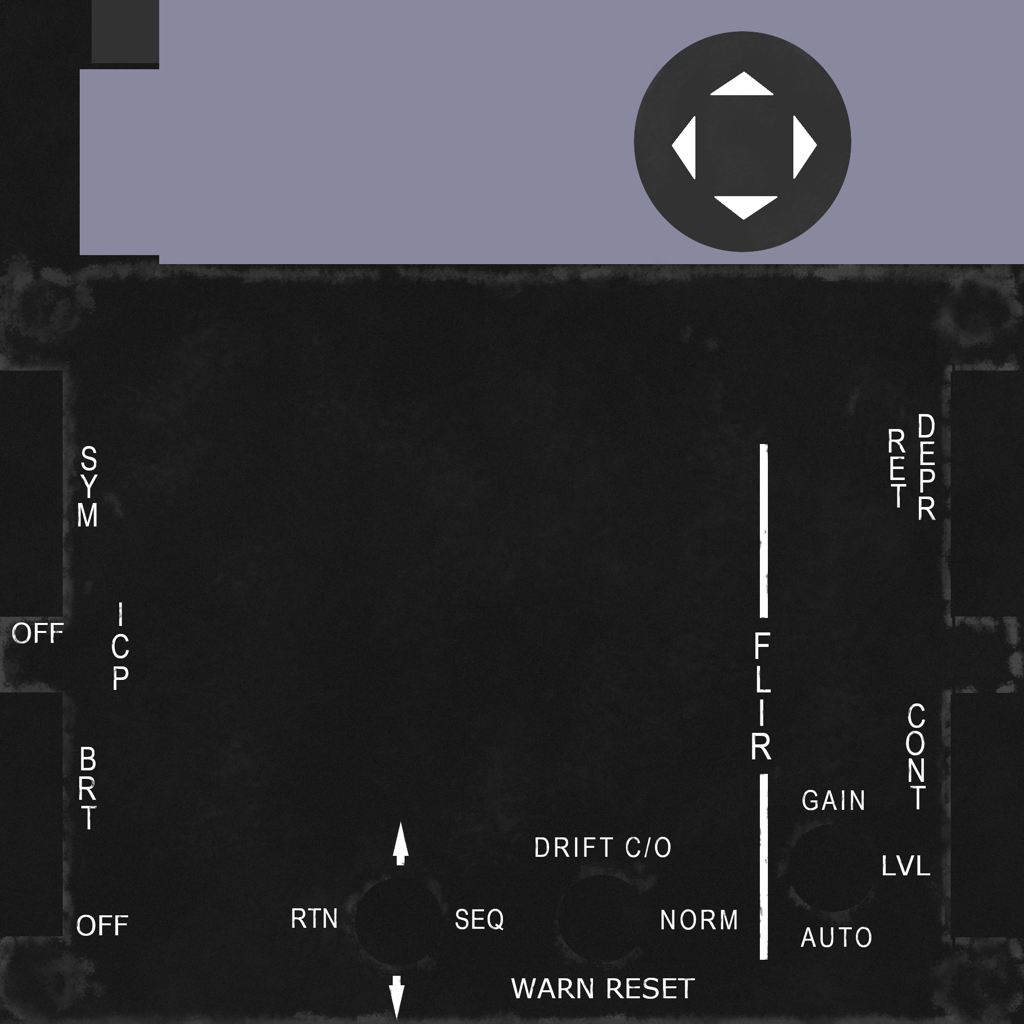 SYM
RET
DEPR
OFF
ICP
FLIR
BRT
CONT
GAIN
DRIFT C/O
LVL
OFF
RTN
SEQ
NORM
AUTO
WARN RESET